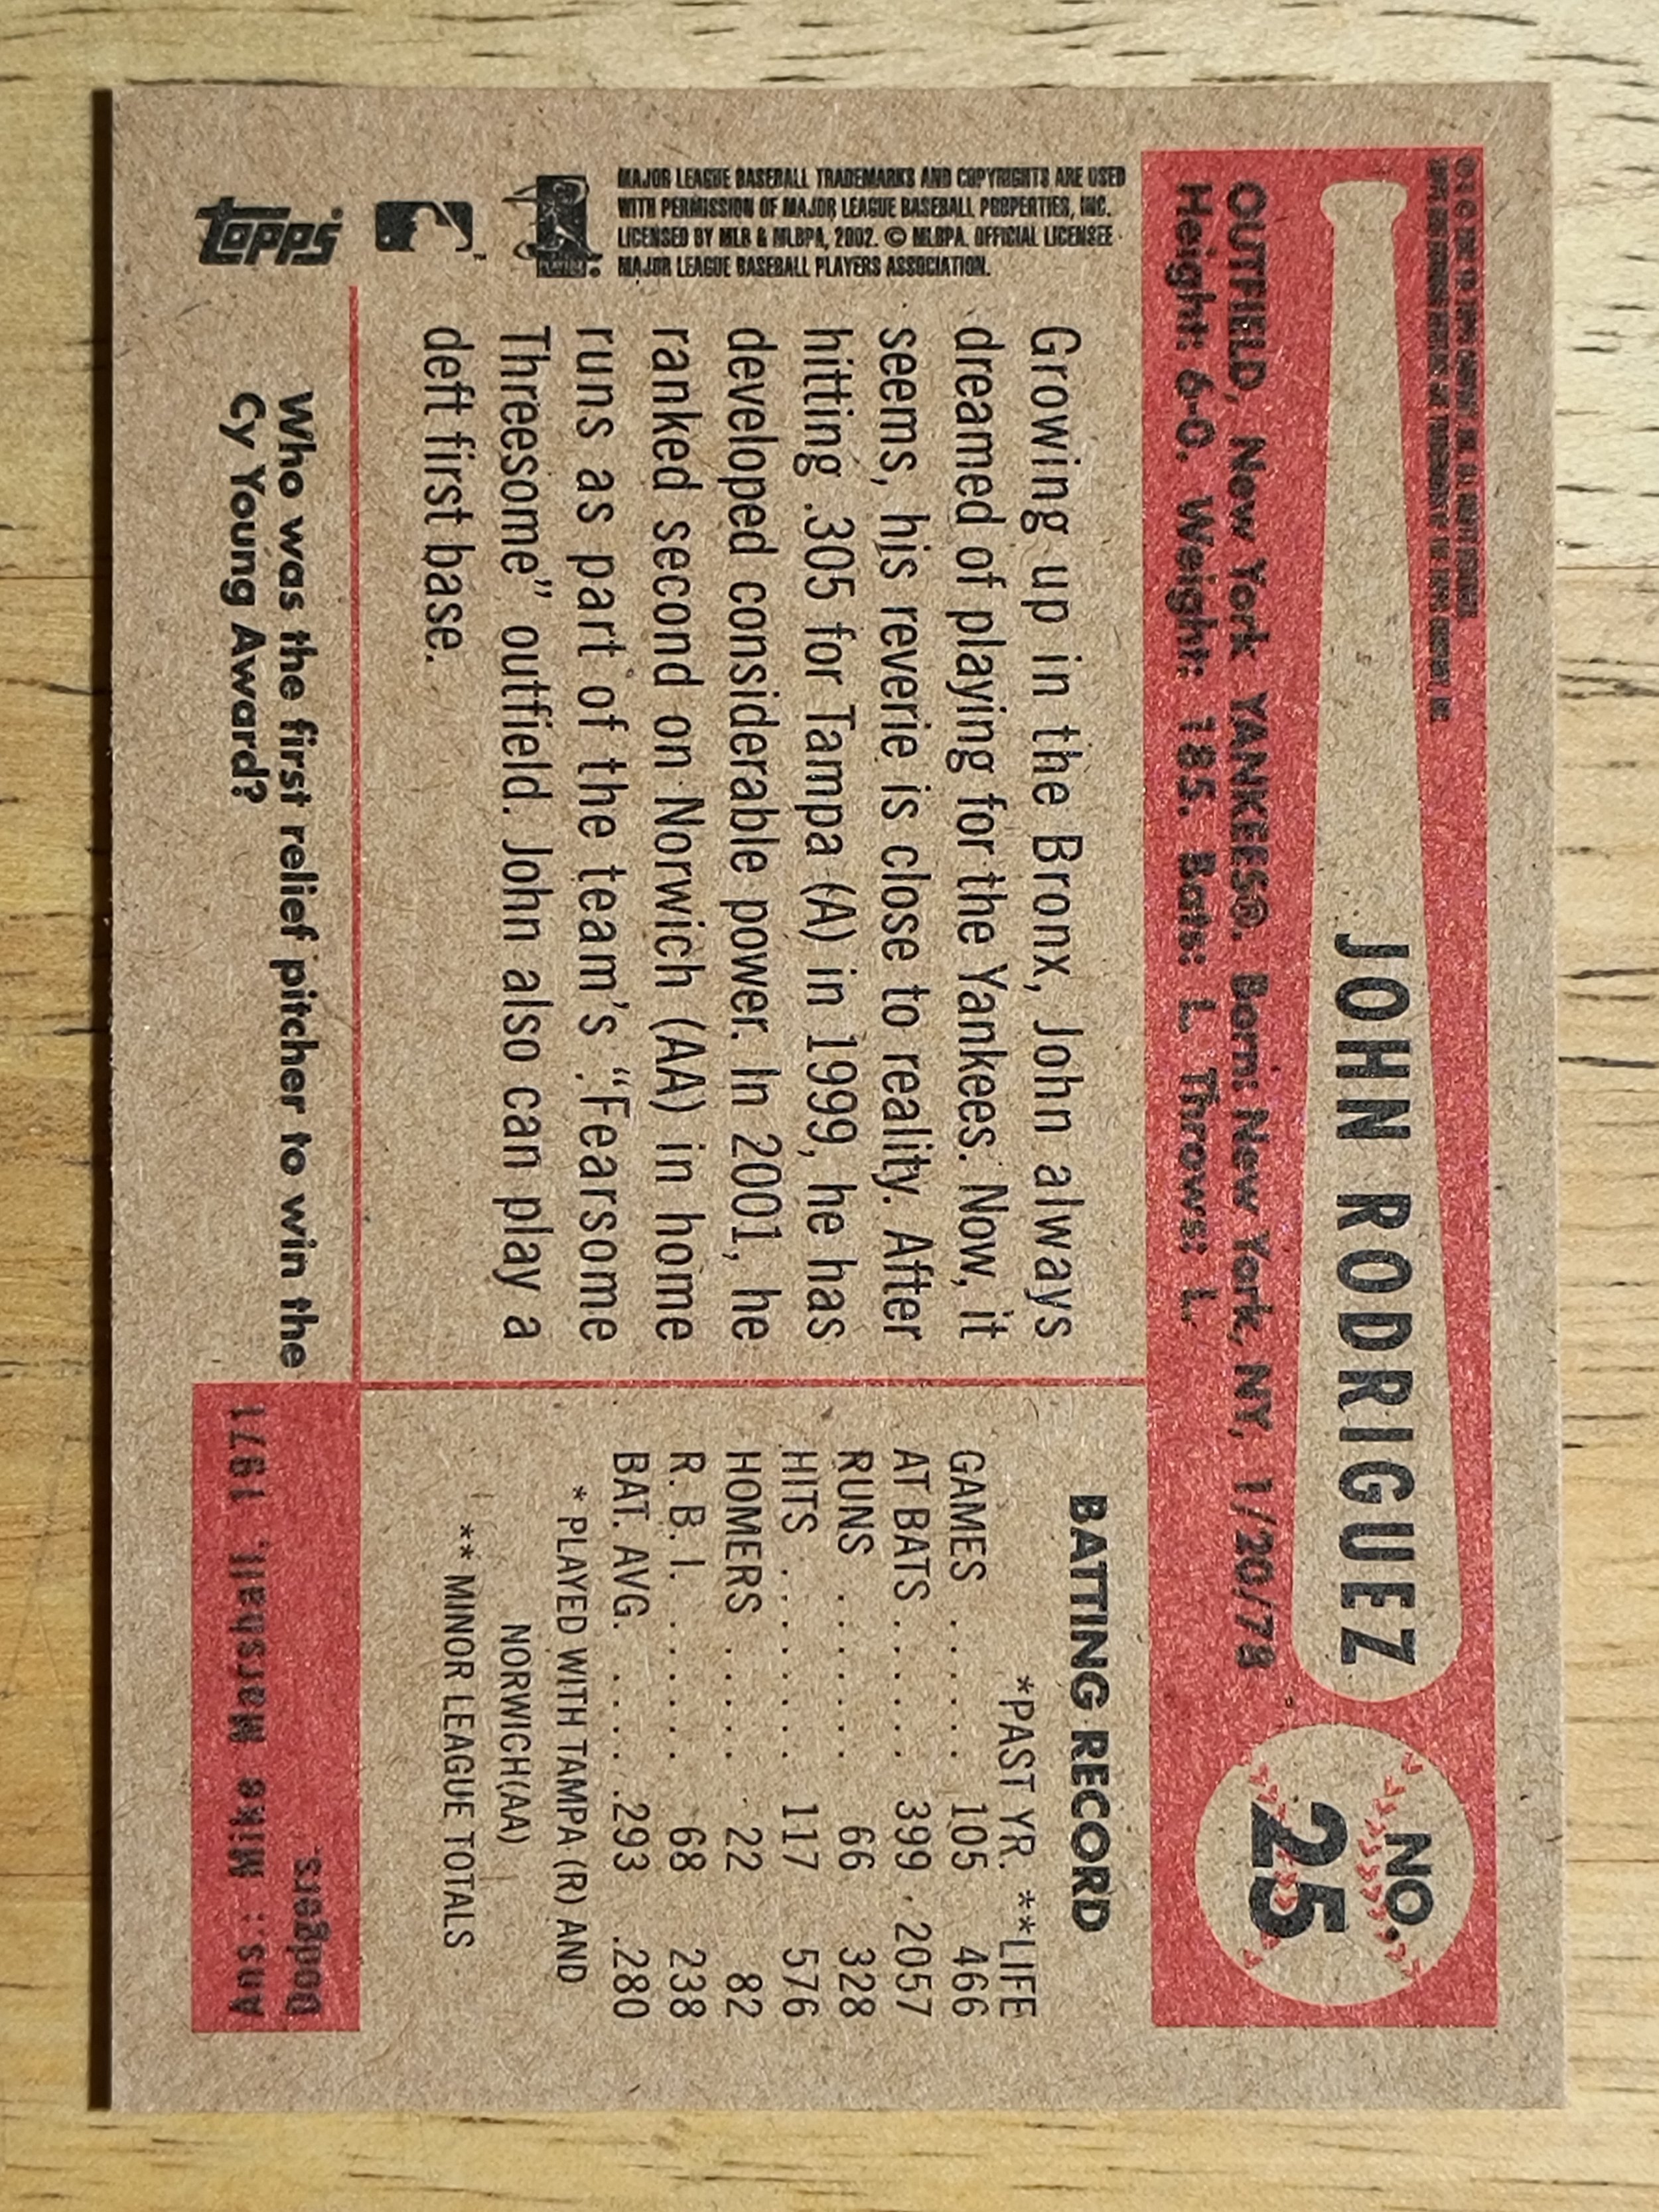 JOHN RODRIGUEZ
NO.
25
OUTFIELD, New York YANKEES®. Born: New York, NY, 1/20/78
Height: 6-0. Weight: 185. Bats: L. Throws: L.
MAJOR LEAGUE BASEBALL TRADEMARKS AND COPYRIGHTS ARE USED
WITH PERMISSION OF MAJOR LEAGUE BASEBALL PROPERTIES, INC.
LICENSED BY MLB & MLBPA, 2002. © MLBPA. OFFICIAL LICENSEE -
MAJOR LEAGUE BASEBALL PLAYERS ASSOCIATION.
topps
Growing up in the Bronx, John always
dreamed of playing for the Yankees. Now, it
seems, his reverie is close to reality. After
hitting .305 for Tampa (A) in 1999, he has
developed considerable power. In 2001, he
ranked second on Norwich (AA) in home
runs as part of the team's “Fearsome
Threesome” outfield. John also can play a
deft first base.
BATTING RECORD
*PAST YR. **LIFE
GAMES . . . . . 105 466
AT BATS . . . . . 399 2057
RUNS . . . . . . 66 328
HITS . . . . . . . 117 576
HOMERS . . . . 22 82
R. B. I. . . . . . . 68 238
BAT. AVG. . . . . .293 .280
* PLAYED WITH TAMPA (R) AND
NORWICH(AA)
** MINOR LEAGUE TOTALS
Who was the first relief pitcher to win the
Cy Young Award?
Ans.: Mike Marshall, 1974
Dodgers.